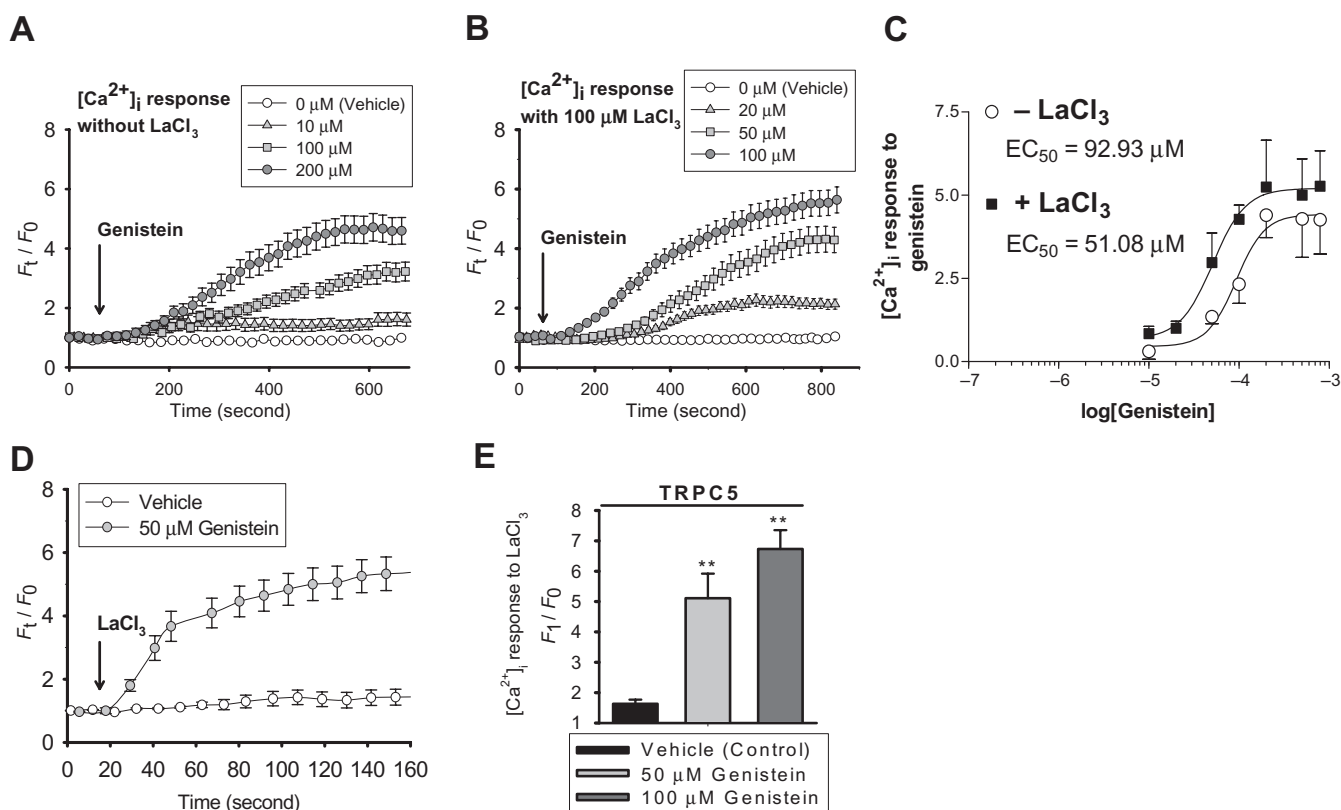 A
[Ca2+]i response
without LaCl3
0 μM (Vehicle)
10 μM
100 μM
200 μM
Genistein
Ft / F0
8
6
4
2
0
0 200 400 600
Time (second)
B
[Ca2+]i response
with 100 μM LaCl3
0 μM (Vehicle)
20 μM
50 μM
100 μM
Genistein
Ft / F0
8
6
4
2
0
0 200 400 600 800
Time (second)
C
– LaCl3
EC50 = 92.93 μM
+ LaCl3
EC50 = 51.08 μM
[Ca2+]i response to
genistein
7.5
5.0
2.5
0.0
–7 –5 –4 –3
log[Genistein]
D
Vehicle
50 μM Genistein
LaCl3
Ft / F0
8
6
4
2
0
0 20 40 60 80 100 120 140 160
Time (second)
E
TRPC5
**
**
[Ca2+]i response to LaCl3
F1 / F0
8
7
6
5
4
3
2
1
Vehicle (Control)
50 μM Genistein
100 μM Genistein